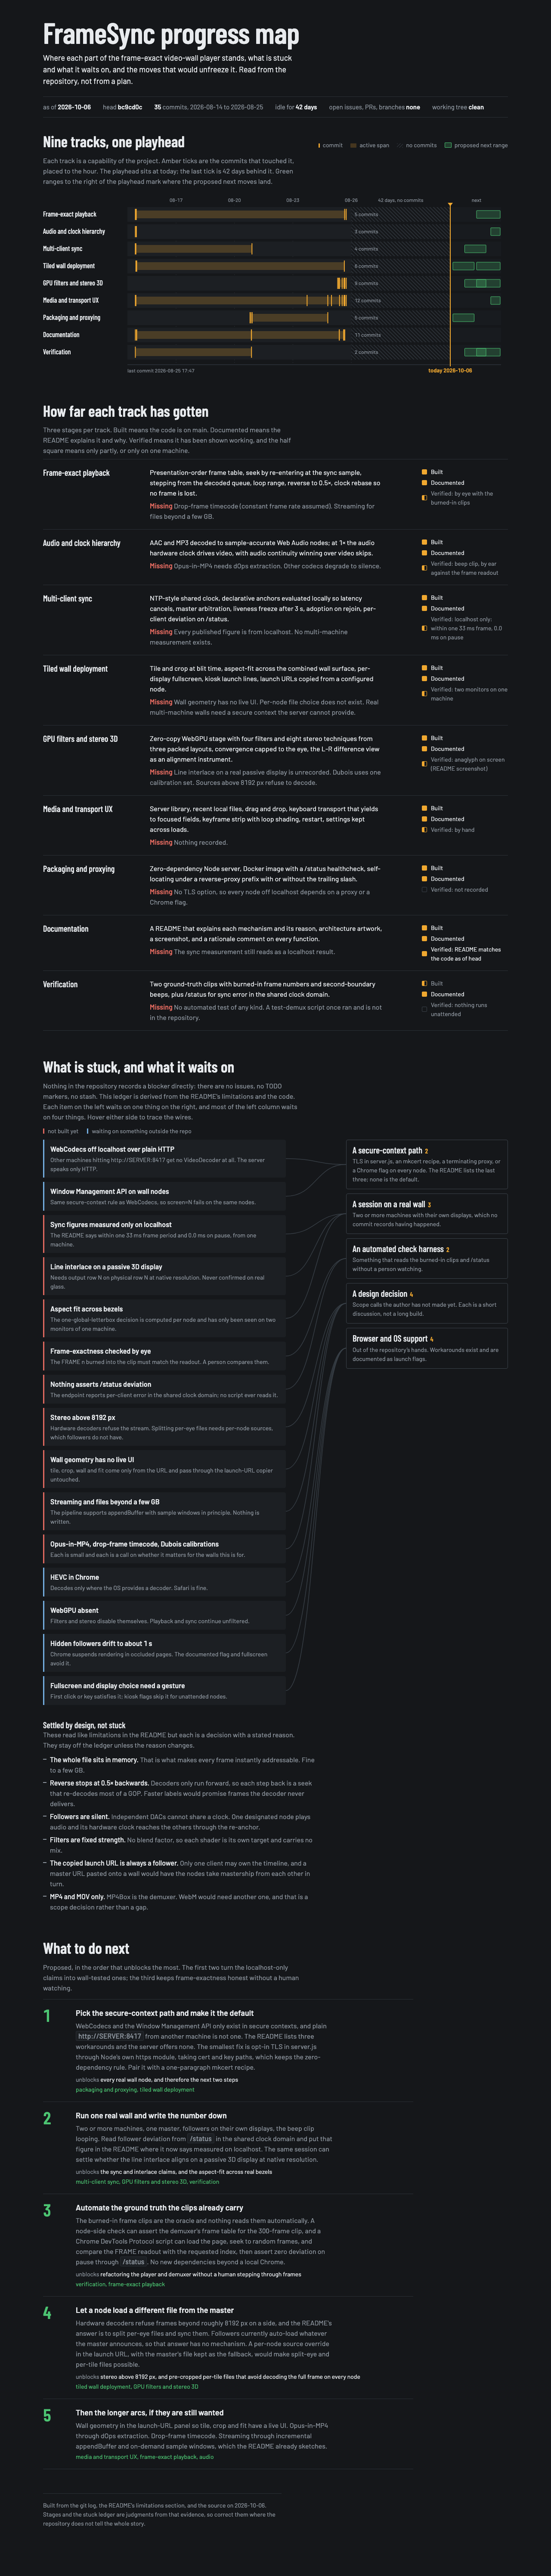 FrameSync progress map
Where each part of the frame-exact video-wall player stands, what is stuck
and what it waits on, and the moves that would unfreeze it. Read from the
repository, not from a plan.
as of 2026-10-06 head bc9cd0c 35 commits, 2026-08-14 to 2026-08-25 idle for 42 days open issues, PRs, branches none working tree clean
Nine tracks, one playhead
commit active span no commits proposed next range
Each track is a capability of the project. Amber ticks are the commits that touched it,
placed to the hour. The playhead sits at today; the last tick is 42 days behind it. Green
ranges to the right of the playhead mark where the proposed next moves land.
08-17 08-20 08-23 08-26 42 days, no commits next
Frame-exact playback 5 commits
Audio and clock hierarchy 3 commits
Multi-client sync 4 commits
Tiled wall deployment 6 commits
GPU filters and stereo 3D 9 commits
Media and transport UX 12 commits
Packaging and proxying 5 commits
Documentation 11 commits
Verification 2 commits
last commit 2026-08-25 17:47 today 2026-10-06
How far each track has gotten
Three stages per track. Built means the code is on main. Documented means the
README explains it and why. Verified means it has been shown working, and the half
square means only partly, or only on one machine.
Frame-exact playback
Presentation-order frame table, seek by re-entering at the sync sample,
stepping from the decoded queue, loop range, reverse to 0.5×, clock rebase so
no frame is lost.
Missing Drop-frame timecode (constant frame rate assumed). Streaming for
files beyond a few GB.
Built
Documented
Verified: by eye with the
burned-in clips
Audio and clock hierarchy
AAC and MP3 decoded to sample-accurate Web Audio nodes; at 1× the audio
hardware clock drives video, with audio continuity winning over video skips.
Missing Opus-in-MP4 needs dOps extraction. Other codecs degrade to silence.
Built
Documented
Verified: beep clip, by ear
against the frame readout
Multi-client sync
NTP-style shared clock, declarative anchors evaluated locally so latency
cancels, master arbitration, liveness freeze after 3 s, adoption on rejoin, per-
client deviation on /status.
Missing Every published figure is from localhost. No multi-machine
measurement exists.
Built
Documented
Verified: localhost only:
within one 33 ms frame, 0.0
ms on pause
Tiled wall deployment
Tile and crop at blit time, aspect-fit across the combined wall surface, per-
display fullscreen, kiosk launch lines, launch URLs copied from a configured
node.
Missing Wall geometry has no live UI. Per-node file choice does not exist. Real
multi-machine walls need a secure context the server cannot provide.
Built
Documented
Verified: two monitors on one
machine
GPU filters and stereo 3D
Zero-copy WebGPU stage with four filters and eight stereo techniques from
three packed layouts, convergence capped to the eye, the L-R difference view
as an alignment instrument.
Missing Line interlace on a real passive display is unrecorded. Dubois uses one
calibration set. Sources above 8192 px refuse to decode.
Built
Documented
Verified: anaglyph on screen
(README screenshot)
Media and transport UX
Server library, recent local files, drag and drop, keyboard transport that yields
to focused fields, keyframe strip with loop shading, restart, settings kept
across loads.
Missing Nothing recorded.
Built
Documented
Verified: by hand
Packaging and proxying
Zero-dependency Node server, Docker image with a /status healthcheck, self-
locating under a reverse-proxy prefix with or without the trailing slash.
Missing No TLS option, so every node off localhost depends on a proxy or a
Chrome flag.
Built
Documented
Verified: not recorded
Documentation
A README that explains each mechanism and its reason, architecture artwork,
a screenshot, and a rationale comment on every function.
Missing The sync measurement still reads as a localhost result.
Built
Documented
Verified: README matches
the code as of head
Verification
Two ground-truth clips with burned-in frame numbers and second-boundary
beeps, plus /status for sync error in the shared clock domain.
Missing No automated test of any kind. A test-demux script once ran and is not
in the repository.
Built
Documented
Verified: nothing runs
unattended
What is stuck, and what it waits on
Nothing in the repository records a blocker directly: there are no issues, no TODO
markers, no stash. This ledger is derived from the README's limitations and the code.
Each item on the left waits on one thing on the right, and most of the left column waits
on four things. Hover either side to trace the wires.
not built yet waiting on something outside the repo
WebCodecs off localhost over plain HTTP
Other machines hitting http://SERVER:8417 get no VideoDecoder at all. The server
speaks only HTTP.
Window Management API on wall nodes
Same secure-context rule as WebCodecs, so screen=N fails on the same nodes.
Sync figures measured only on localhost
The README says within one 33 ms frame period and 0.0 ms on pause, from one
machine.
Line interlace on a passive 3D display
Needs output row N on physical row N at native resolution. Never confirmed on real
glass.
Aspect fit across bezels
The one-global-letterbox decision is computed per node and has only been seen on two
monitors of one machine.
Frame-exactness checked by eye
The FRAME n burned into the clip must match the readout. A person compares them.
Nothing asserts /status deviation
The endpoint reports per-client error in the shared clock domain; no script ever reads it.
Stereo above 8192 px
Hardware decoders refuse the stream. Splitting per-eye files needs per-node sources,
which followers do not have.
Wall geometry has no live UI
tile, crop, wall and fit come only from the URL and pass through the launch-URL copier
untouched.
Streaming and files beyond a few GB
The pipeline supports appendBuffer with sample windows in principle. Nothing is
written.
Opus-in-MP4, drop-frame timecode, Dubois calibrations
Each is small and each is a call on whether it matters for the walls this is for.
HEVC in Chrome
Decodes only where the OS provides a decoder. Safari is fine.
WebGPU absent
Filters and stereo disable themselves. Playback and sync continue unfiltered.
Hidden followers drift to about 1 s
Chrome suspends rendering in occluded pages. The documented flag and fullscreen
avoid it.
Fullscreen and display choice need a gesture
First click or key satisfies it; kiosk flags skip it for unattended nodes.
A secure-context path 2
TLS in server.js, an mkcert recipe, a terminating proxy, or
a Chrome flag on every node. The README lists the last
three; none is the default.
A session on a real wall 3
Two or more machines with their own displays, which no
commit records having happened.
An automated check harness 2
Something that reads the burned-in clips and /status
without a person watching.
A design decision 4
Scope calls the author has not made yet. Each is a short
discussion, not a long build.
Browser and OS support 4
Out of the repository's hands. Workarounds exist and are
documented as launch flags.
Settled by design, not stuck
These read like limitations in the README but each is a decision with a stated reason.
They stay off the ledger unless the reason changes.
– The whole file sits in memory. That is what makes every frame instantly addressable. Fine
to a few GB.
– Reverse stops at 0.5× backwards. Decoders only run forward, so each step back is a seek
that re-decodes most of a GOP. Faster labels would promise frames the decoder never
delivers.
– Followers are silent. Independent DACs cannot share a clock. One designated node plays
audio and its hardware clock reaches the others through the re-anchor.
– Filters are fixed strength. No blend factor, so each shader is its own target and carries no
mix.
– The copied launch URL is always a follower. Only one client may own the timeline, and a
master URL pasted onto a wall would have the nodes take mastership from each other in
turn.
– MP4 and MOV only. MP4Box is the demuxer. WebM would need another one, and that is a
scope decision rather than a gap.
What to do next
Proposed, in the order that unblocks the most. The first two turn the localhost-only
claims into wall-tested ones; the third keeps frame-exactness honest without a human
watching.
1
Pick the secure-context path and make it the default
WebCodecs and the Window Management API only exist in secure contexts, and plain
http://SERVER:8417 from another machine is not one. The README lists three
workarounds and the server offers none. The smallest fix is opt-in TLS in server.js
through Node's own https module, taking cert and key paths, which keeps the zero-
dependency rule. Pair it with a one-paragraph mkcert recipe.
unblocks every real wall node, and therefore the next two steps
packaging and proxying, tiled wall deployment
2
Run one real wall and write the number down
Two or more machines, one master, followers on their own displays, the beep clip
looping. Read follower deviation from /status in the shared clock domain and put that
figure in the README where it now says measured on localhost. The same session can
settle whether the line interlace aligns on a passive 3D display at native resolution.
unblocks the sync and interlace claims, and the aspect-fit across real bezels
multi-client sync, GPU filters and stereo 3D, verification
3
Automate the ground truth the clips already carry
The burned-in frame clips are the oracle and nothing reads them automatically. A
node-side check can assert the demuxer's frame table for the 300-frame clip, and a
Chrome DevTools Protocol script can load the page, seek to random frames, and
compare the FRAME readout with the requested index, then assert zero deviation on
pause through /status. No new dependencies beyond a local Chrome.
unblocks refactoring the player and demuxer without a human stepping through frames
verification, frame-exact playback
4
Let a node load a different file from the master
Hardware decoders refuse frames beyond roughly 8192 px on a side, and the README's
answer is to split per-eye files and sync them. Followers currently auto-load whatever
the master announces, so that answer has no mechanism. A per-node source override
in the launch URL, with the master's file kept as the fallback, would make split-eye and
per-tile files possible.
unblocks stereo above 8192 px, and pre-cropped per-tile files that avoid decoding the full frame on every node
tiled wall deployment, GPU filters and stereo 3D
5
Then the longer arcs, if they are still wanted
Wall geometry in the launch-URL panel so tile, crop and fit have a live UI. Opus-in-MP4
through dOps extraction. Drop-frame timecode. Streaming through incremental
appendBuffer and on-demand sample windows, which the README already sketches.
media and transport UX, frame-exact playback, audio
Built from the git log, the README's limitations section, and the source on 2026-10-06.
Stages and the stuck ledger are judgments from that evidence, so correct them where the
repository does not tell the whole story.